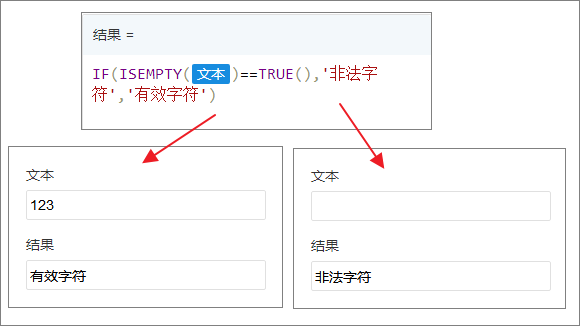 结果 =
IF(ISEMPTY(文本)==TRUE(),'非法字
符','有效字符')
文本
123
结果
有效字符
文本
结果
非法字符